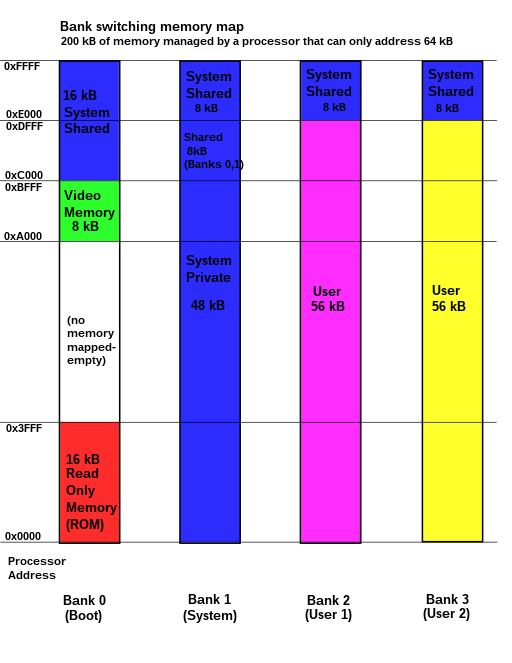 Bank switching memory map
200 kB of memory managed by a processor that can only address 64 kB
0xFFFF
0xE000
0xDFFF
0xC000
0xBFFF
0xA000
0x3FFF
0x0000
Processor
Address
16 kB
System
Shared
Video
Memory
8 kB
(no
memory
mapped-
empty)
16 kB
Read
Only
Memory
(ROM)
Bank 0
(Boot)
System
Shared
8 kB
Shared
8kB
(Banks 0,1)
System
Private
48 kB
Bank 1
(System)
System
Shared
8 kB
User
56 kB
Bank 2
(User 1)
System
Shared
8 kB
User
56 kB
Bank 3
(User 2)